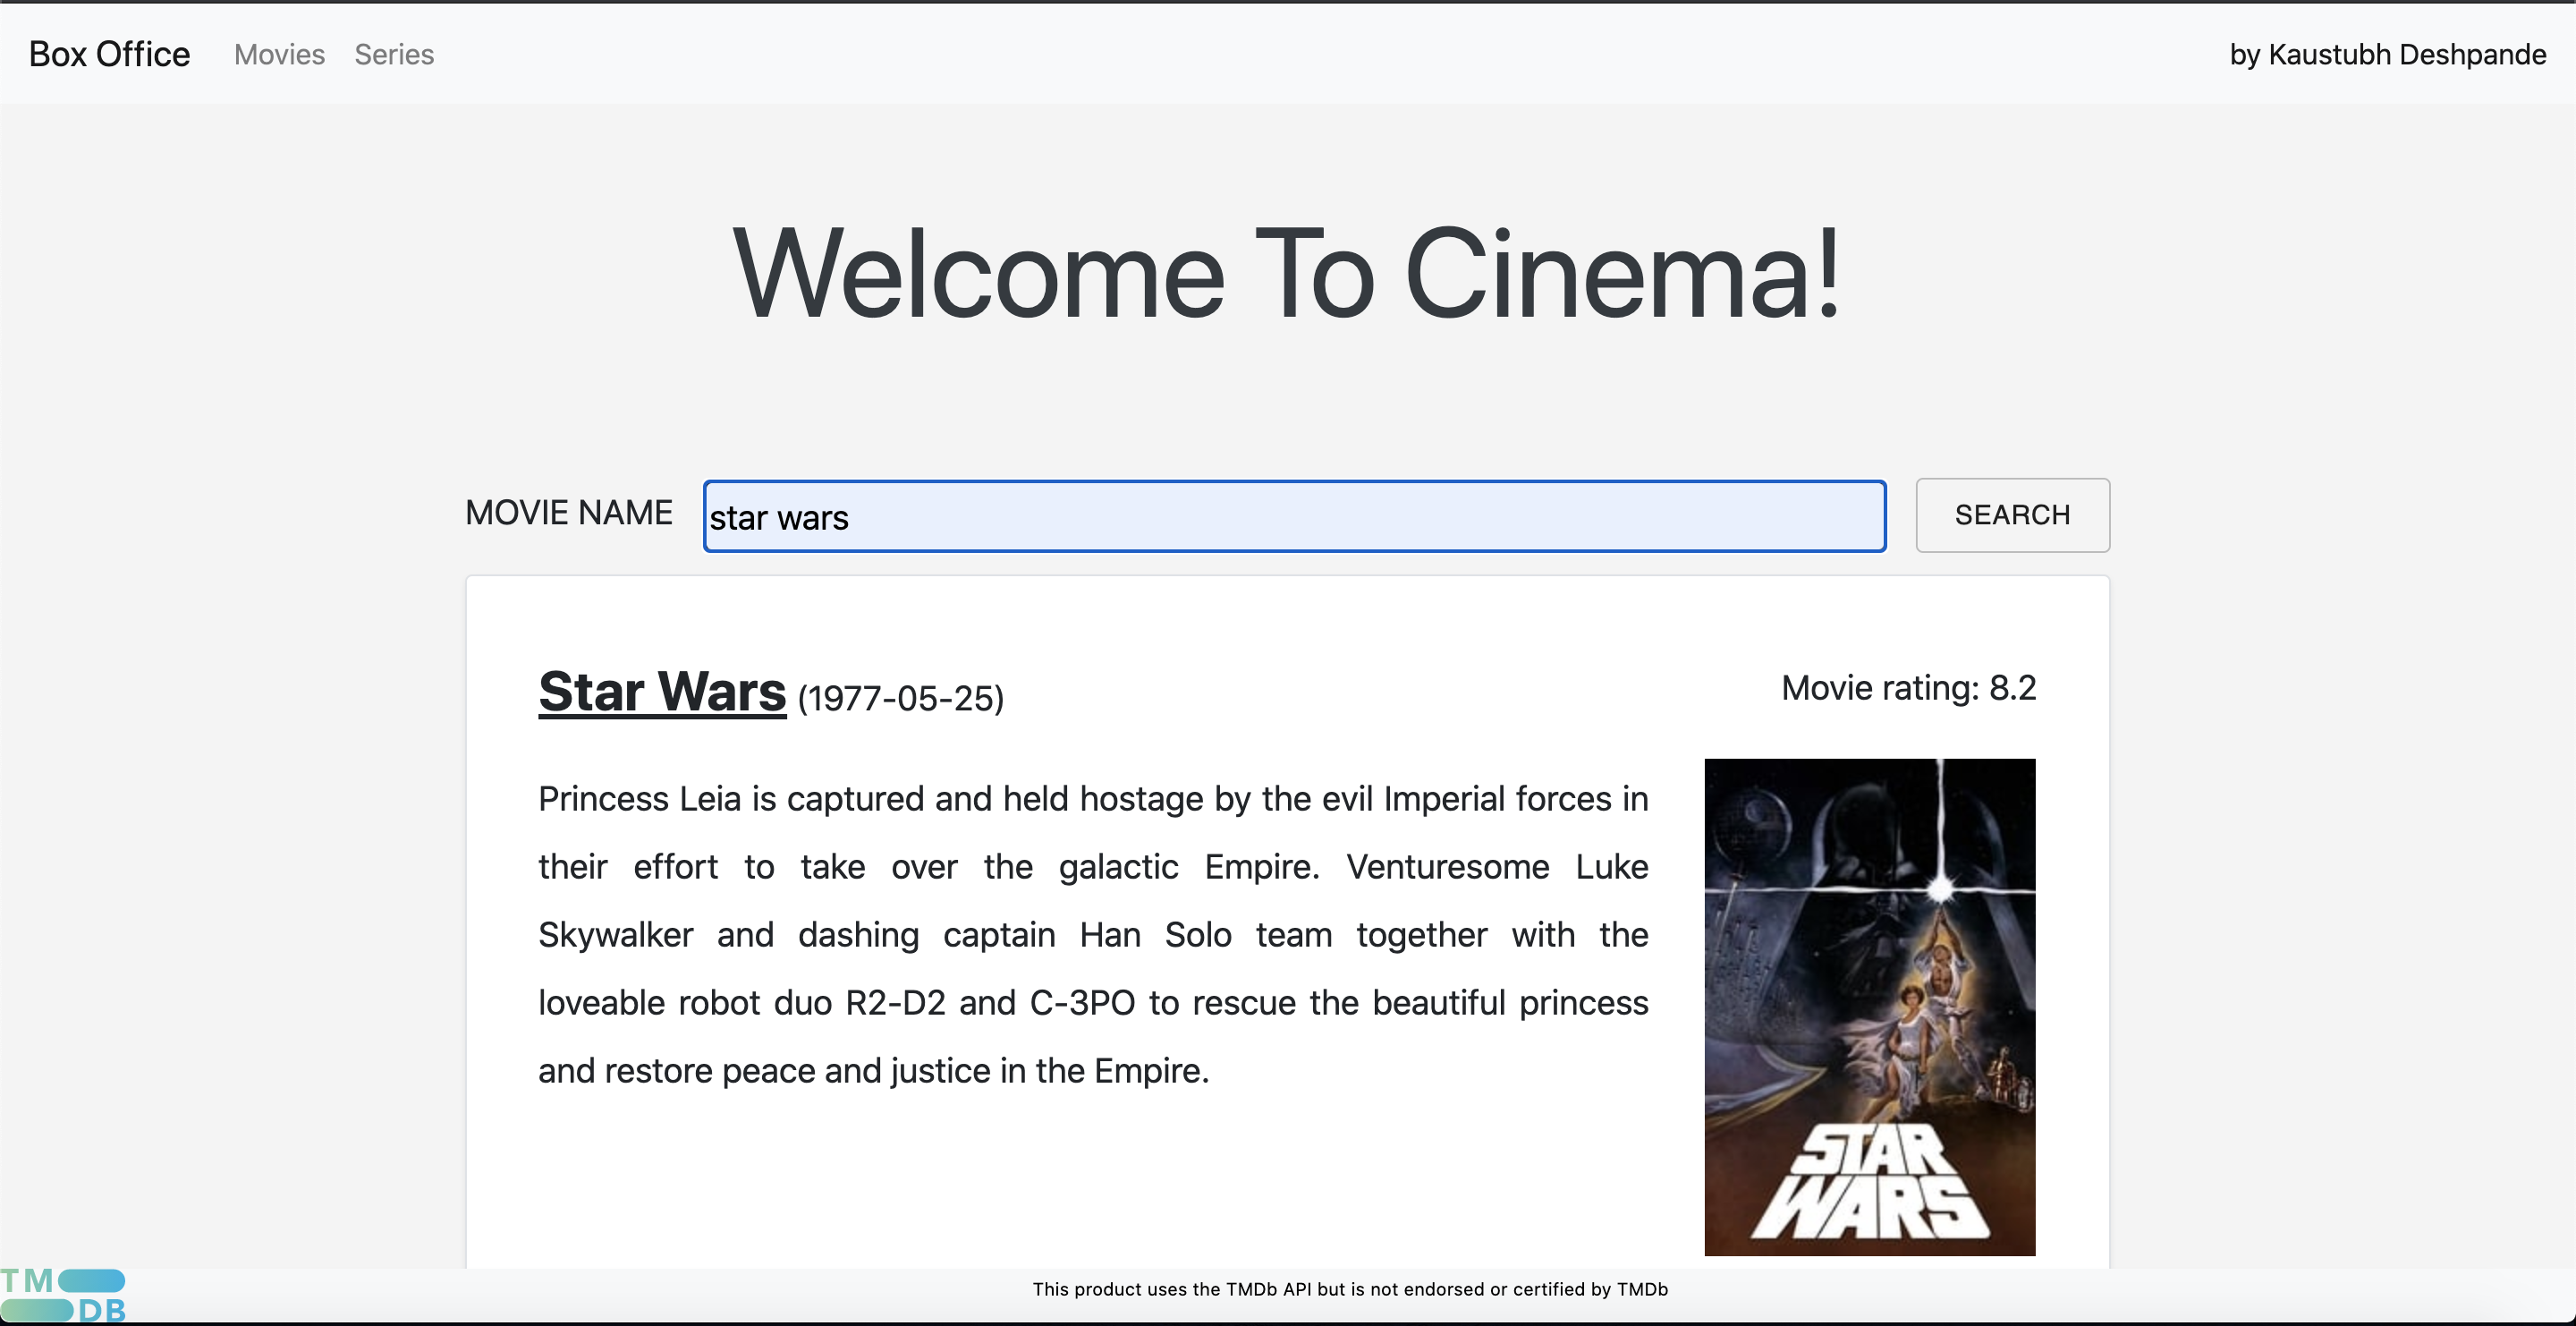 Box Office Movies Series by Kaustubh Deshpande
Welcome To Cinema!
MOVIE NAME star wars SEARCH
Star Wars (1977-05-25) Movie rating: 8.2
Princess Leia is captured and held hostage by the evil Imperial forces in
their effort to take over the galactic Empire. Venturesome Luke
Skywalker and dashing captain Han Solo team together with the
loveable robot duo R2-D2 and C-3PO to rescue the beautiful princess
and restore peace and justice in the Empire.
STAR
WARS
TM
DB
This product uses the TMDb API but is not endorsed or certified by TMDb